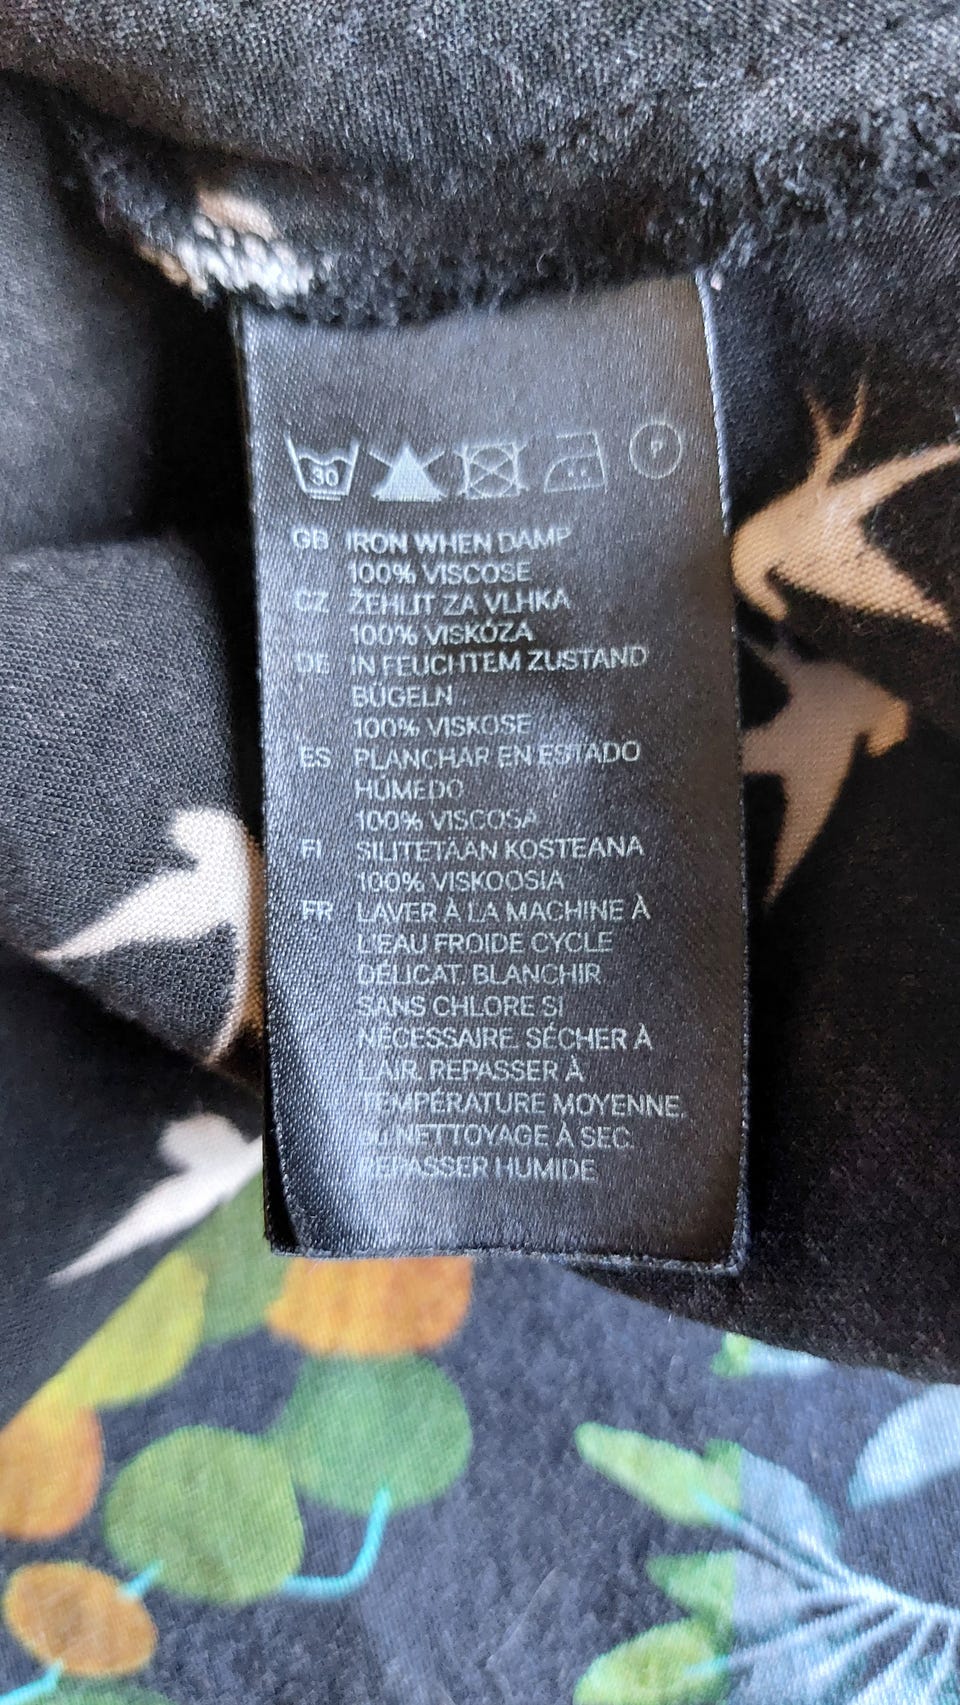 30 P
GB IRON WHEN DAMP
100% VISCOSE
CZ ŽEHLIT ZA VLHKA
100% VISKÓZA
DE IN FEUCHTEM ZUSTAND
BÜGELN
100% VISKOSE
ES PLANCHAR EN ESTADO
HÚMEDO
100% VISCOSA
FI SILITETÄÄN KOSTEANA
100% VISKOOSIA
FR LAVER À LA MACHINE À
L'EAU FROIDE CYCLE
DÉLICAT. BLANCHIR
SANS CHLORE SI
NÉCESSAIRE. SÉCHER À
L'AIR. REPASSER À
TEMPÉRATURE MOYENNE.
ou NETTOYAGE À SEC.
REPASSER HUMIDE